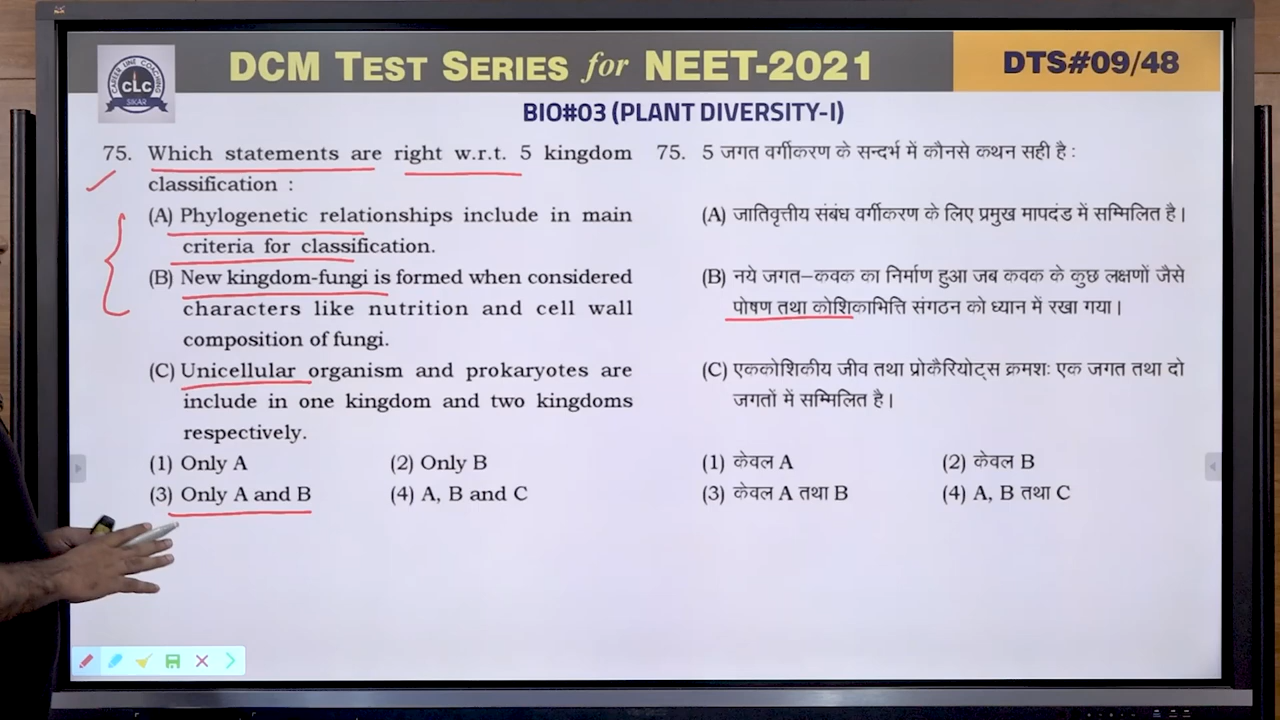 CAREER LINE COACHING
CLC
SIKAR
DCM TEST SERIES for NEET-2021
DTS#09/48
BIO#03 (PLANT DIVERSITY-I)
75. Which statements are right w.r.t. 5 kingdom
classification :
(A) Phylogenetic relationships include in main
criteria for classification.
(B) New kingdom-fungi is formed when considered
characters like nutrition and cell wall
composition of fungi.
(C) Unicellular organism and prokaryotes are
include in one kingdom and two kingdoms
respectively.
(1) Only A (2) Only B
(3) Only A and B (4) A, B and C
75. 5 जगत वर्गीकरण के सन्दर्भ में कौनसे कथन सही है :
(A) जातिवृत्तीय संबंध वर्गीकरण के लिए प्रमुख मापदंड में सम्मिलित है।
(B) नये जगत–कवक का निर्माण हुआ जब कवक के कुछ लक्षणों जैसे
पोषण तथा कोशिकाभित्ति संगठन को ध्यान में रखा गया।
(C) एककोशिकीय जीव तथा प्रोकैरियोट्स क्रमशः एक जगत तथा दो
जगतों में सम्मिलित है।
(1) केवल A (2) केवल B
(3) केवल A तथा B (4) A, B तथा C